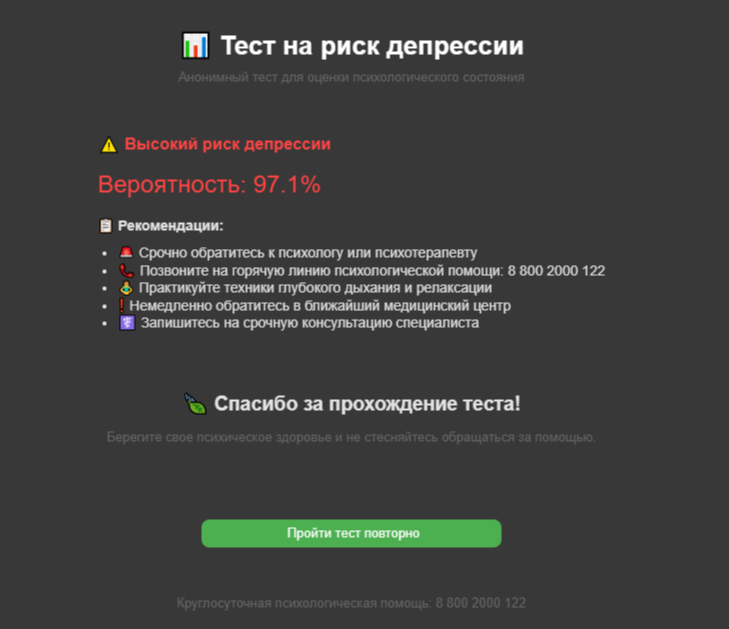 Тест на риск депрессии
Анонимный тест для оценки психологического состояния
Высокий риск депрессии
Вероятность: 97.1%
Рекомендации:
• Срочно обратитесь к психологу или психотерапевту
• Позвоните на горячую линию психологической помощи: 8 800 2000 122
• Практикуйте техники глубокого дыхания и релаксации
• Немедленно обратитесь в ближайший медицинский центр
• Запишитесь на срочную консультацию специалиста
Спасибо за прохождение теста!
Берегите свое психическое здоровье и не стесняйтесь обращаться за помощью.
Пройти тест повторно
Круглосуточная психологическая помощь: 8 800 2000 122